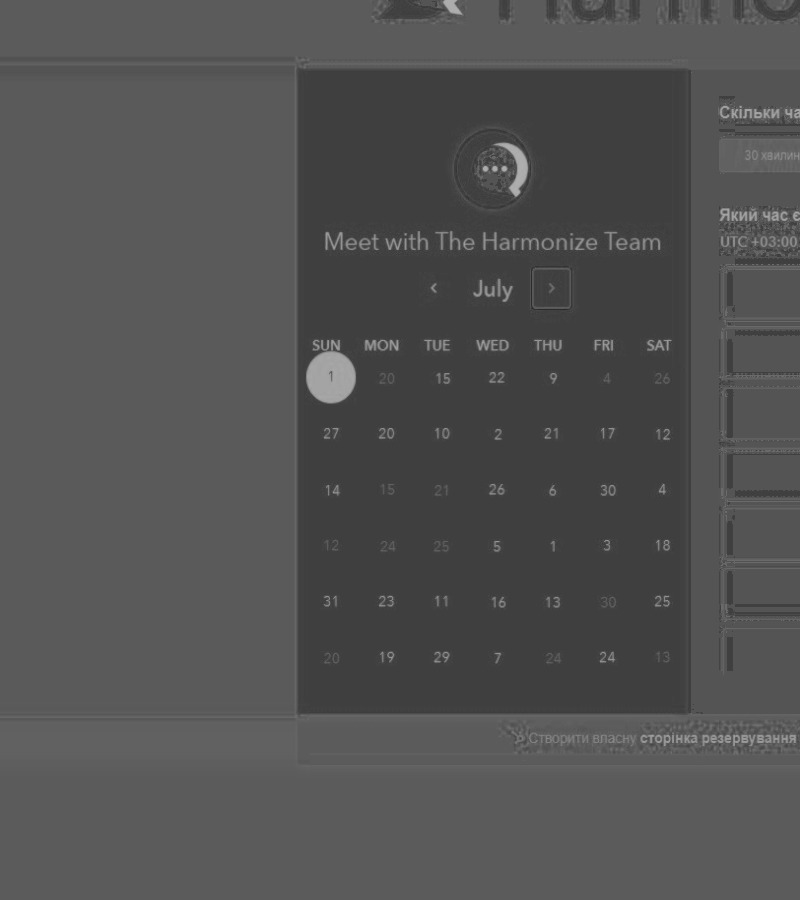 Harmo
Meet with The Harmonize Team
July
SUN MON TUE WED THU FRI SAT
1 20 15 22 9 4 26
27 20 10 2 21 17 12
14 15 21 26 6 30 4
12 24 25 5 1 3 18
31 23 11 16 13 30 25
20 19 29 7 24 24 13
Скільки ча
30 хвилин
Який час є
UTC +03:00
Створити власну сторінка резервування